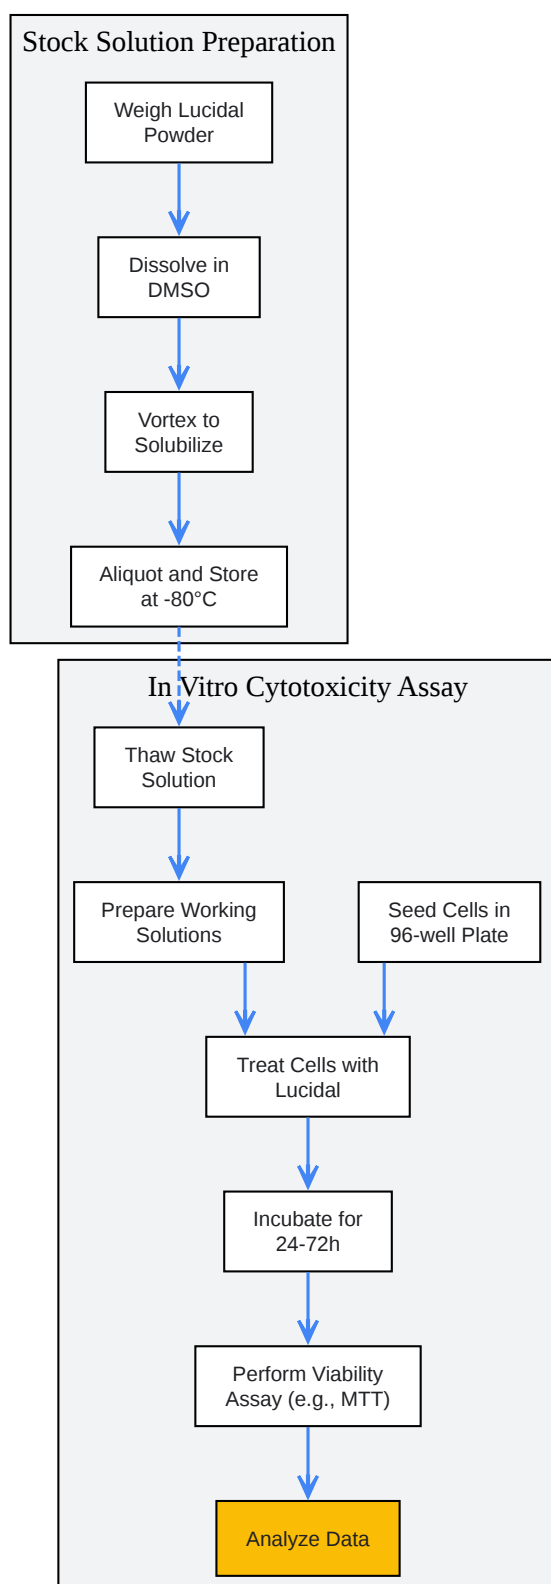 Stock Solution Preparation
Weigh Lucidal
Powder
Dissolve in
DMSO
Vortex to
Solubilize
Aliquot and Store
at -80°C
In Vitro Cytotoxicity Assay
Thaw Stock
Solution
Prepare Working
Solutions
Seed Cells in
96-well Plate
Treat Cells with
Lucidal
Incubate for
24-72h
Perform Viability
Assay (e.g., MTT)
Analyze Data